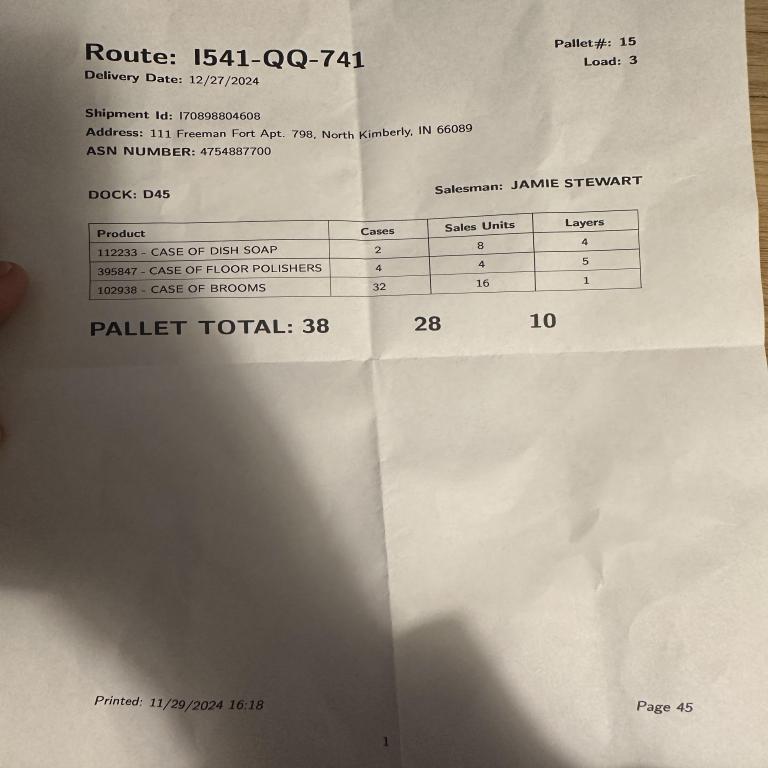 Route: I541-QQ-741
Pallet#: 15
Delivery Date: 12/27/2024
Load: 3
Shipment Id: I70898804608
Address: 111 Freeman Fort Apt. 798, North Kimberly, IN 66089
ASN NUMBER: 4754887700
DOCK: D45
Salesman: JAMIE STEWART
Product Cases Sales Units Layers
112233 - CASE OF DISH SOAP 2 8 4
395847 - CASE OF FLOOR POLISHERS 4 4 5
102938 - CASE OF BROOMS 32 16 1
PALLET TOTAL: 38 28 10
Printed: 11/29/2024 16:18
Page 45
1